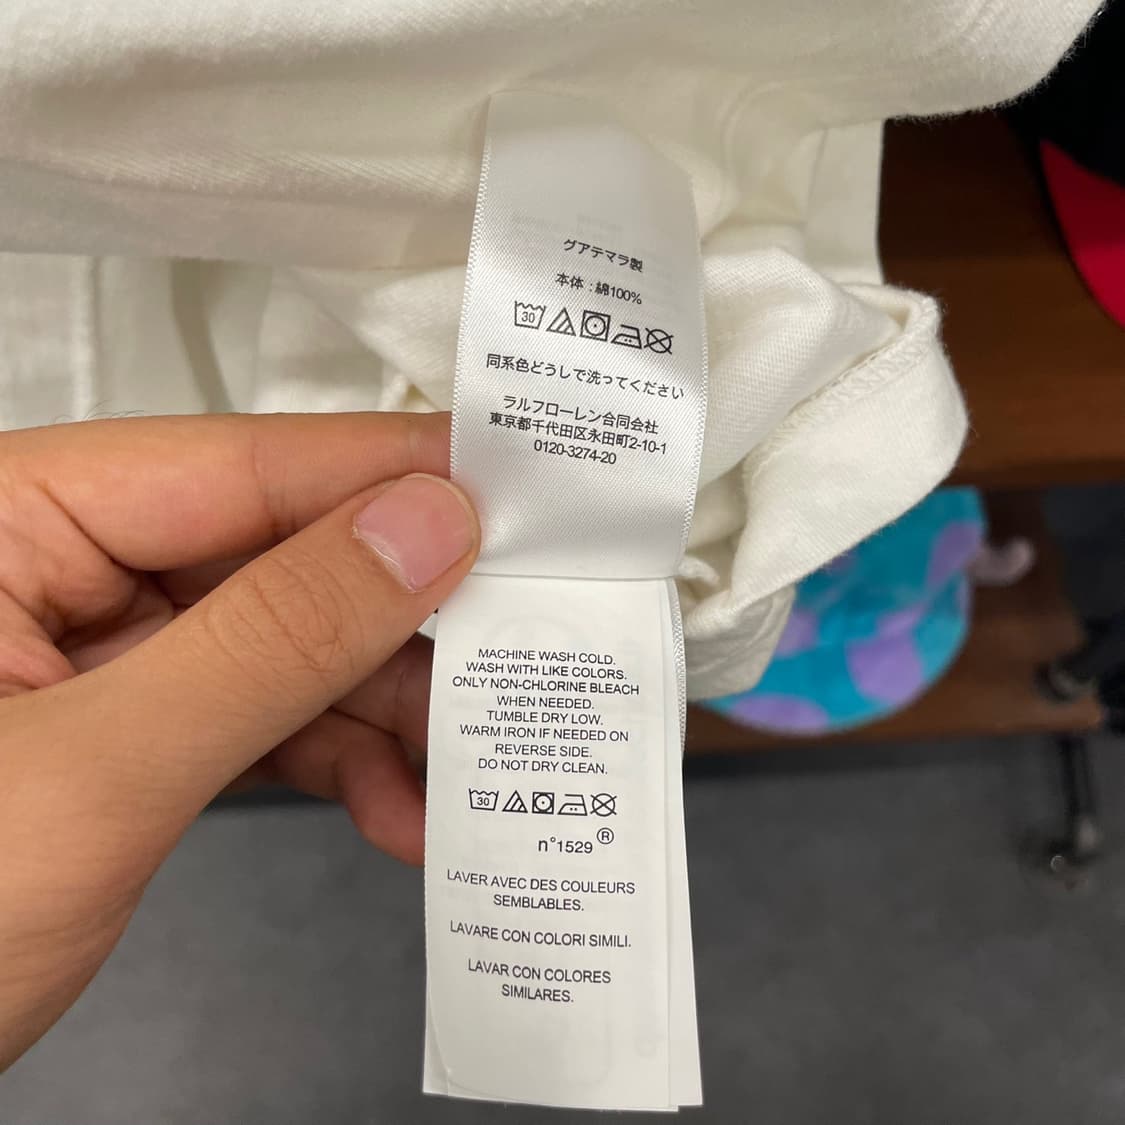 グアテマラ製
本体：綿100%
30
同系色どうしで洗ってください
ラルフローレン合同会社
東京都千代田区永田町2-10-1
0120-3274-20
MACHINE WASH COLD.
WASH WITH LIKE COLORS.
ONLY NON-CHLORINE BLEACH
WHEN NEEDED.
TUMBLE DRY LOW.
WARM IRON IF NEEDED ON
REVERSE SIDE.
DO NOT DRY CLEAN.
30
n°1529®
LAVER AVEC DES COULEURS
SEMBLABLES.
LAVARE CON COLORI SIMILI.
LAVAR CON COLORES
SIMILARES.